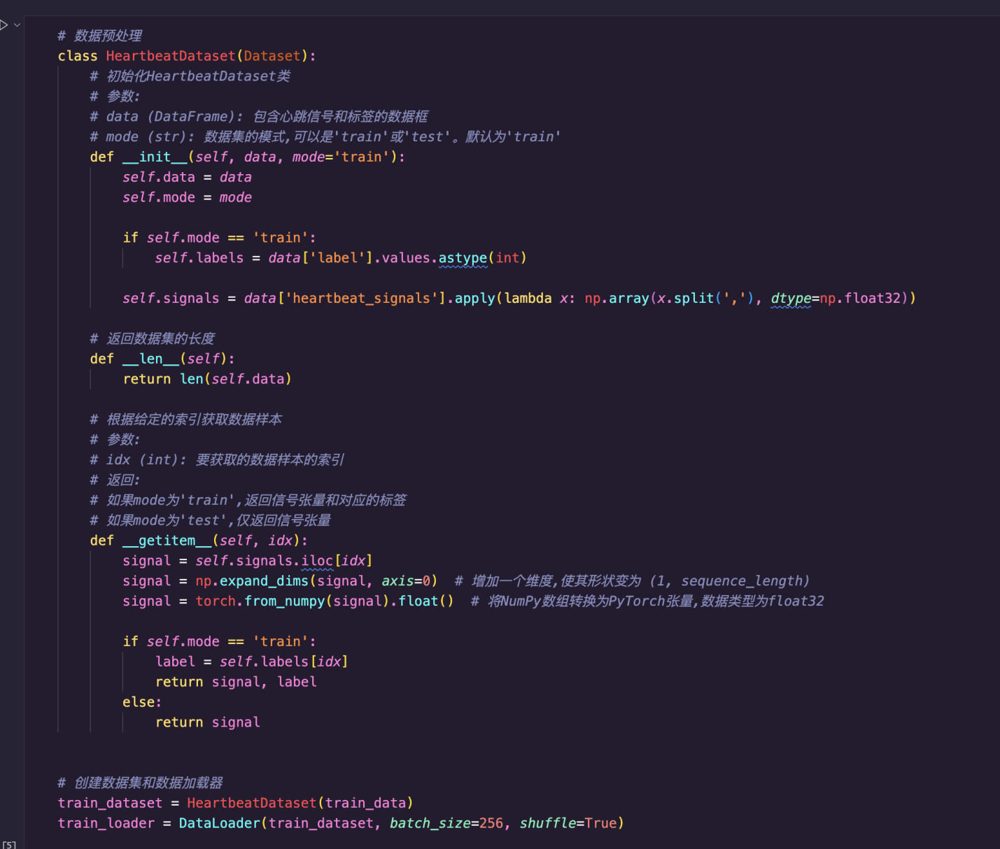 # 数据预处理
class HeartbeatDataset(Dataset):
    # 初始化HeartbeatDataset类
    # 参数:
    # data (DataFrame): 包含心跳信号和标签的数据框
    # mode (str): 数据集的模式,可以是'train'或'test'。默认为'train'
    def __init__(self, data, mode='train'):
        self.data = data
        self.mode = mode

        if self.mode == 'train':
            self.labels = data['label'].values.astype(int)

        self.signals = data['heartbeat_signals'].apply(lambda x: np.array(x.split(','), dtype=np.float32))

    # 返回数据集的长度
    def __len__(self):
        return len(self.data)

    # 根据给定的索引获取数据样本
    # 参数:
    # idx (int): 要获取的数据样本的索引
    # 返回:
    # 如果mode为'train',返回信号张量和对应的标签
    # 如果mode为'test',仅返回信号张量
    def __getitem__(self, idx):
        signal = self.signals.iloc[idx]
        signal = np.expand_dims(signal, axis=0)  # 增加一个维度,使其形状变为 (1, sequence_length)
        signal = torch.from_numpy(signal).float()  # 将NumPy数组转换为PyTorch张量,数据类型为float32

        if self.mode == 'train':
            label = self.labels[idx]
            return signal, label
        else:
            return signal


# 创建数据集和数据加载器
train_dataset = HeartbeatDataset(train_data)
train_loader = DataLoader(train_dataset, batch_size=256, shuffle=True)
[5]